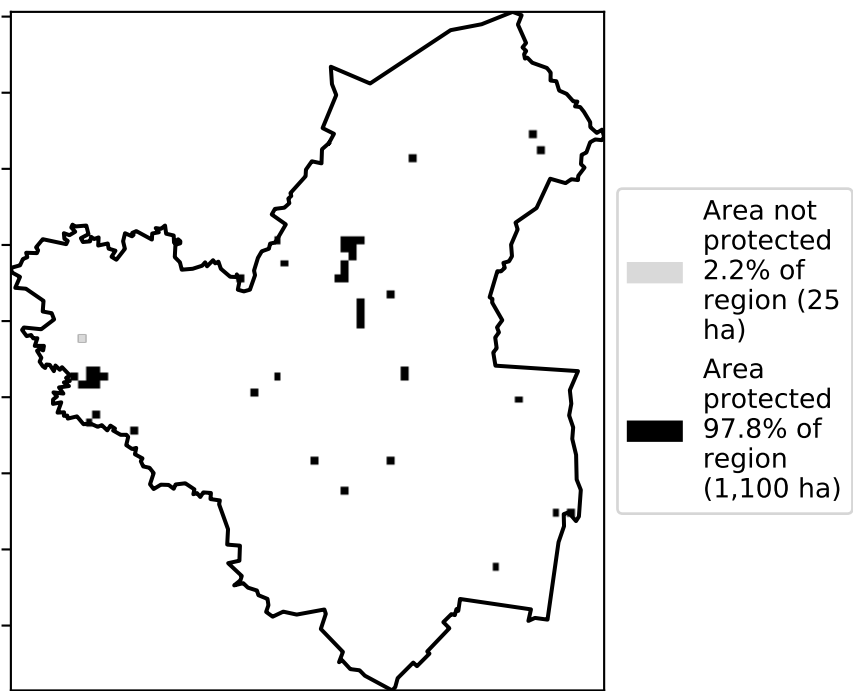 Area not
protected
2.2% of
region (25
ha)
Area
protected
97.8% of
region
(1,100 ha)